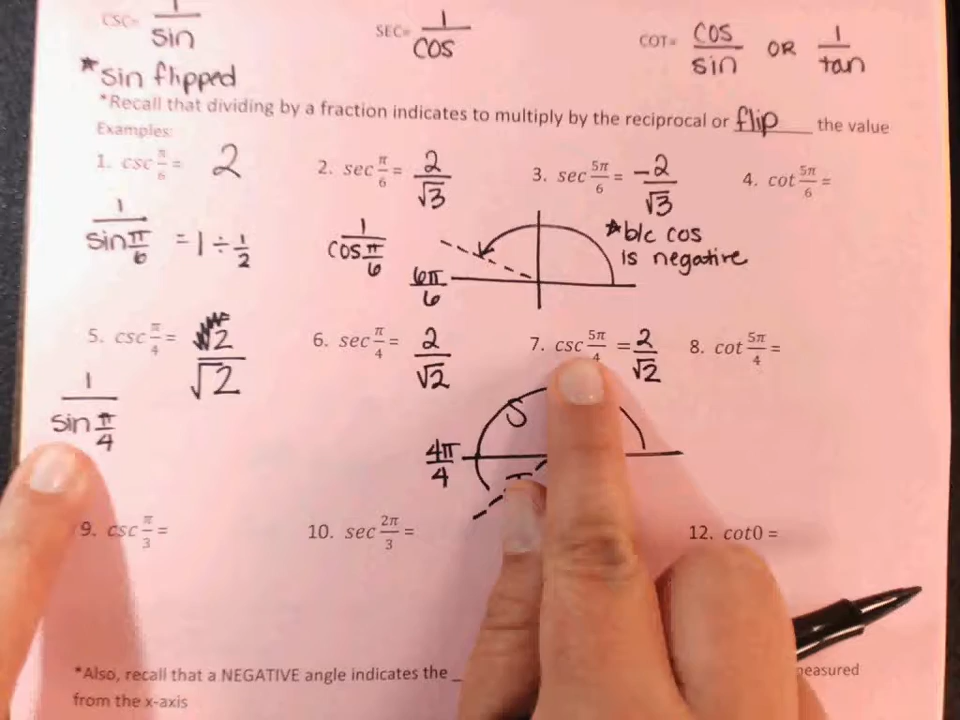 CSC= 1/sin SEC= 1/cos COT= cos/sin OR 1/tan
*sin flipped
*Recall that dividing by a fraction indicates to multiply by the reciprocal or flip the value
Examples:
1. csc π/6 = 2 2. sec π/6 = 2/√3 3. sec 5π/6 = -2/√3 4. cot 5π/6 =
1/sin π/6 = 1 ÷ 1/2 1/cos π/6 6π/6 *b/c cos is negative
5. csc π/4 = 2/√2 6. sec π/4 = 2/√2 7. csc 5π/4 = 2/√2 8. cot 5π/4 =
1/sin π/4 4π/4 S T
9. csc π/3 = 10. sec 2π/3 = 12. cot0 =
*Also, recall that a NEGATIVE angle indicates the _ measured
from the x-axis